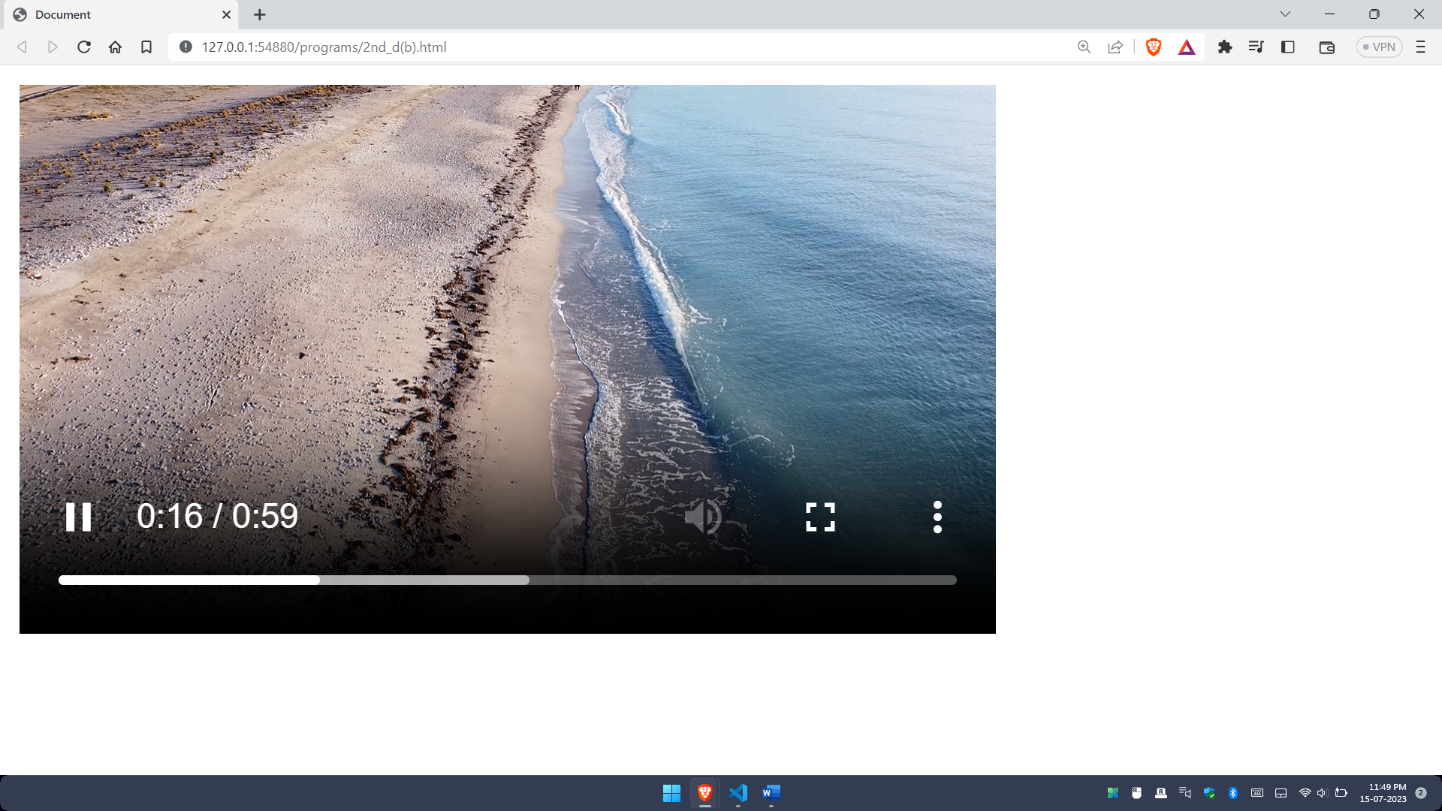 Document
127.0.0.1:54880/programs/2nd_d(b).html
VPN
0:16 / 0:59
11:49 PM
15-07-2023
2